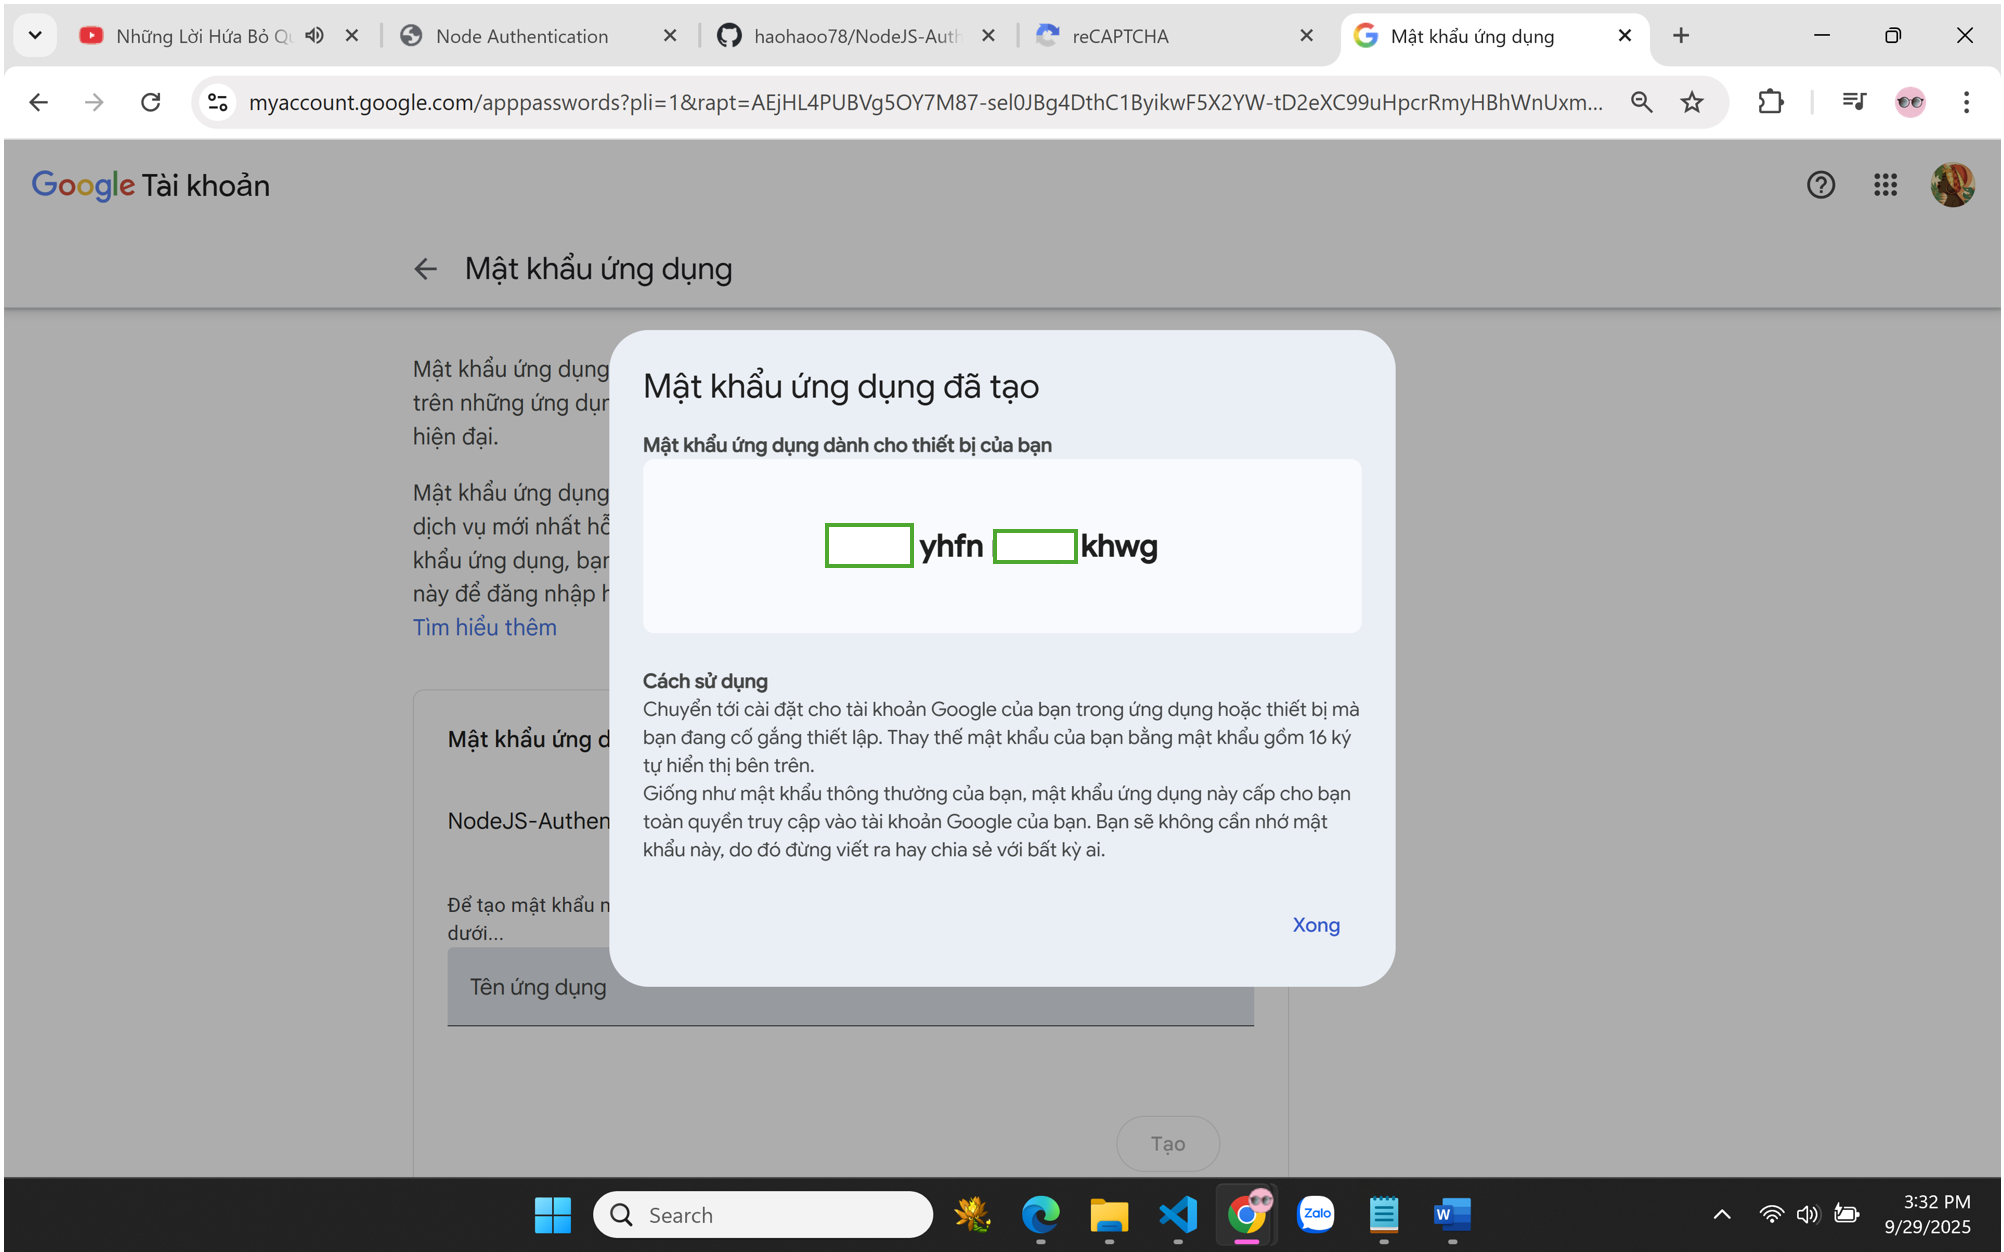 Những Lời Hứa Bỏ Qu
Node Authentication
haohaoo78/NodeJS-Auth
reCAPTCHA
Mật khẩu ứng dụng
myaccount.google.com/apppasswords?pli=1&rapt=AEjHL4PUBVg5OY7M87-sel0JBg4DthC1ByikwF5X2YW-tD2eXC99uHpcrRmyHBhWnUxm...
Google Tài khoản
Mật khẩu ứng dụng
Mật khẩu ứng dụng
trên những ứng dụn
hiện đại.
Mật khẩu ứng dụng
dịch vụ mới nhất hỗ
khẩu ứng dụng, bạn
này để đăng nhập h
Tìm hiểu thêm
Mật khẩu ứng d
NodeJS-Authen
Để tạo mật khẩu m
dưới...
Tên ứng dụng
Tạo
Mật khẩu ứng dụng đã tạo
Mật khẩu ứng dụng dành cho thiết bị của bạn
yhfn khwg
Cách sử dụng
Chuyển tới cài đặt cho tài khoản Google của bạn trong ứng dụng hoặc thiết bị mà
bạn đang cố gắng thiết lập. Thay thế mật khẩu của bạn bằng mật khẩu gồm 16 ký
tự hiển thị bên trên.
Giống như mật khẩu thông thường của bạn, mật khẩu ứng dụng này cấp cho bạn
toàn quyền truy cập vào tài khoản Google của bạn. Bạn sẽ không cần nhớ mật
khẩu này, do đó đừng viết ra hay chia sẻ với bất kỳ ai.
Xong
Search
Zalo
W
3:32 PM
9/29/2025